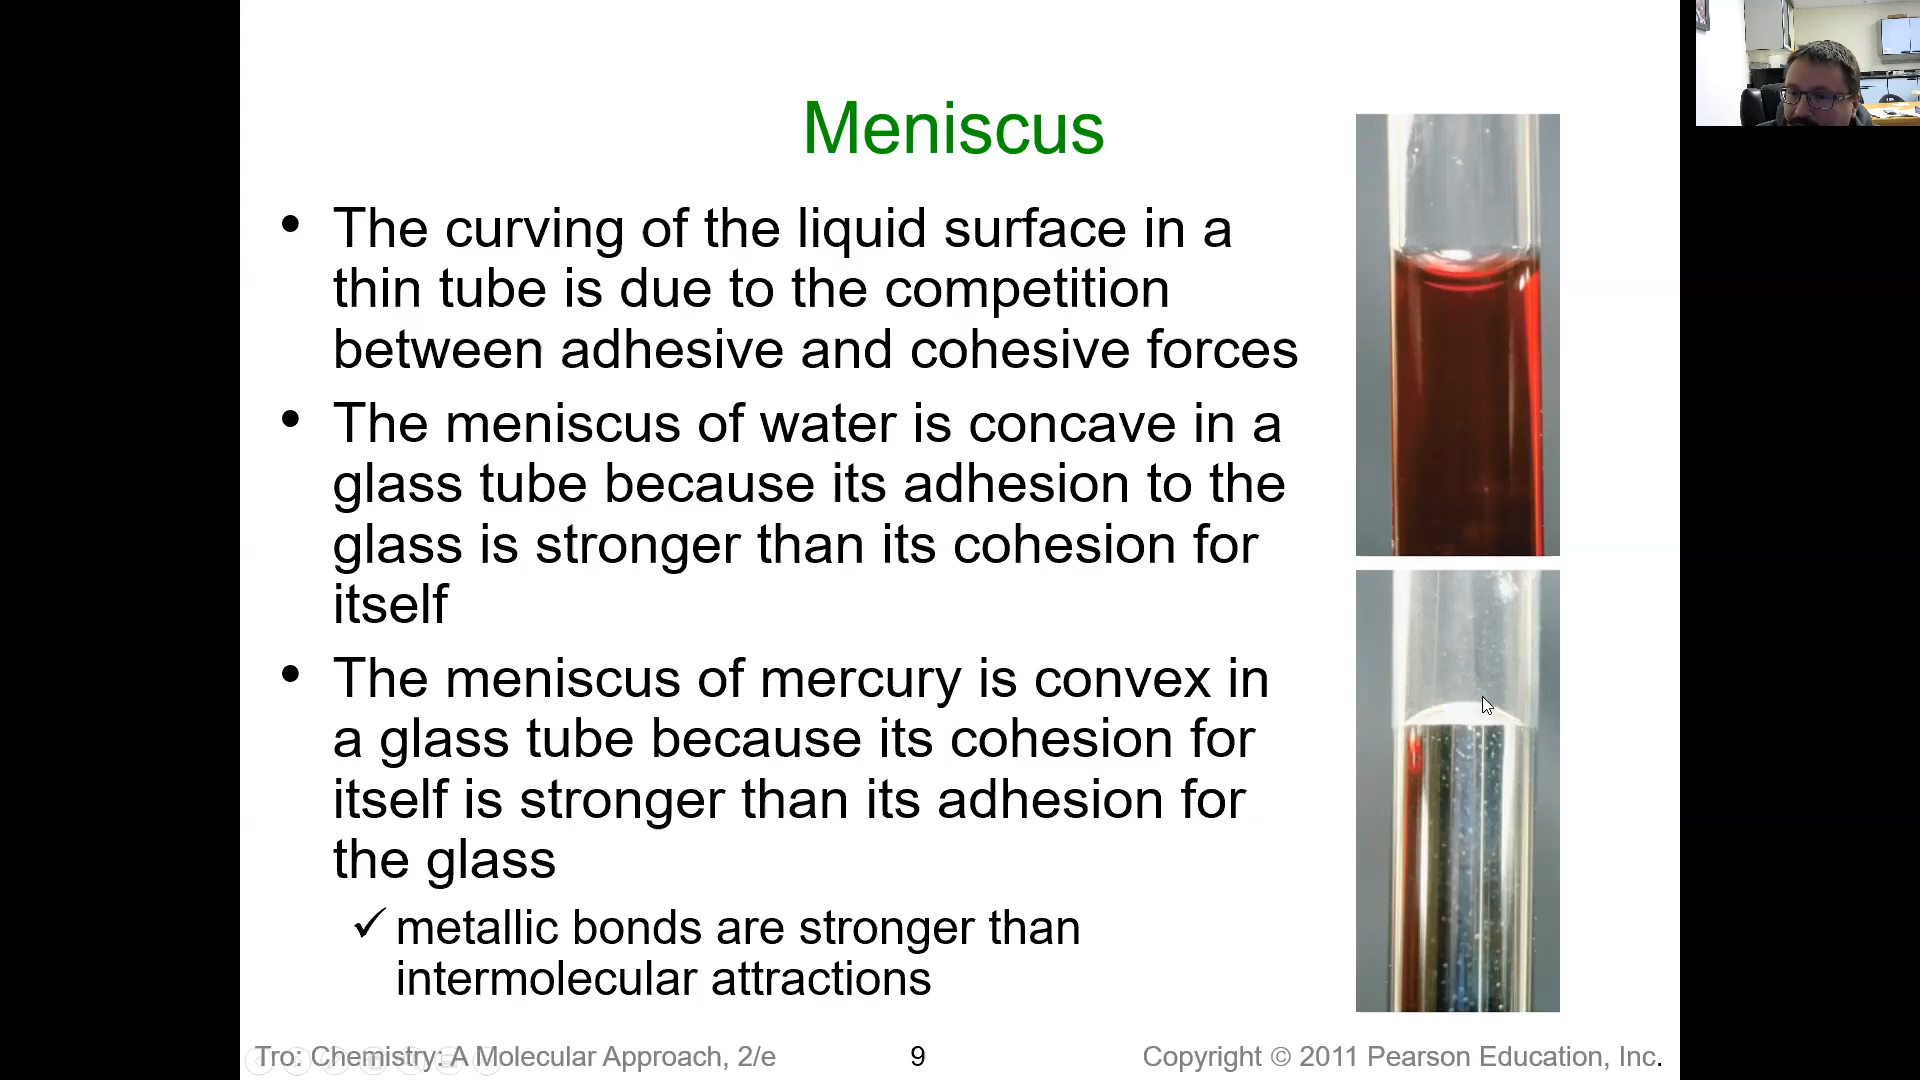 Meniscus
• The curving of the liquid surface in a
thin tube is due to the competition
between adhesive and cohesive forces
• The meniscus of water is concave in a
glass tube because its adhesion to the
glass is stronger than its cohesion for
itself
• The meniscus of mercury is convex in
a glass tube because its cohesion for
itself is stronger than its adhesion for
the glass
✓ metallic bonds are stronger than
intermolecular attractions
Tro: Chemistry: A Molecular Approach, 2/e
9
Copyright © 2011 Pearson Education, Inc.